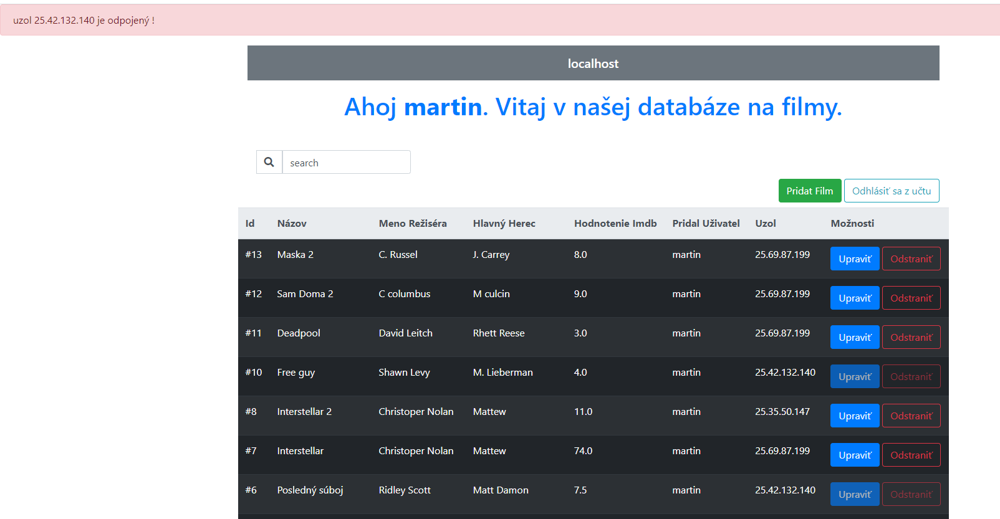 uzol 25.42.132.140 je odpojený !
localhost
Ahoj martin. Vitaj v našej databáze na filmy.
search
Pridat Film Odhlásiť sa z učtu
Id Názov Meno Režiséra Hlavný Herec Hodnotenie Imdb Pridal Uživatel Uzol Možnosti
#13 Maska 2 C. Russel J. Carrey 8.0 martin 25.69.87.199 Upraviť Odstraniť
#12 Sam Doma 2 C columbus M culcin 9.0 martin 25.69.87.199 Upraviť Odstraniť
#11 Deadpool David Leitch Rhett Reese 3.0 martin 25.69.87.199 Upraviť Odstraniť
#10 Free guy Shawn Levy M. Lieberman 4.0 martin 25.42.132.140 Upraviť Odstraniť
#8 Interstellar 2 Christoper Nolan Mattew 11.0 martin 25.35.50.147 Upraviť Odstraniť
#7 Interstellar Christoper Nolan Mattew 74.0 martin 25.69.87.199 Upraviť Odstraniť
#6 Posledný súboj Ridley Scott Matt Damon 7.5 martin 25.42.132.140 Upraviť Odstraniť